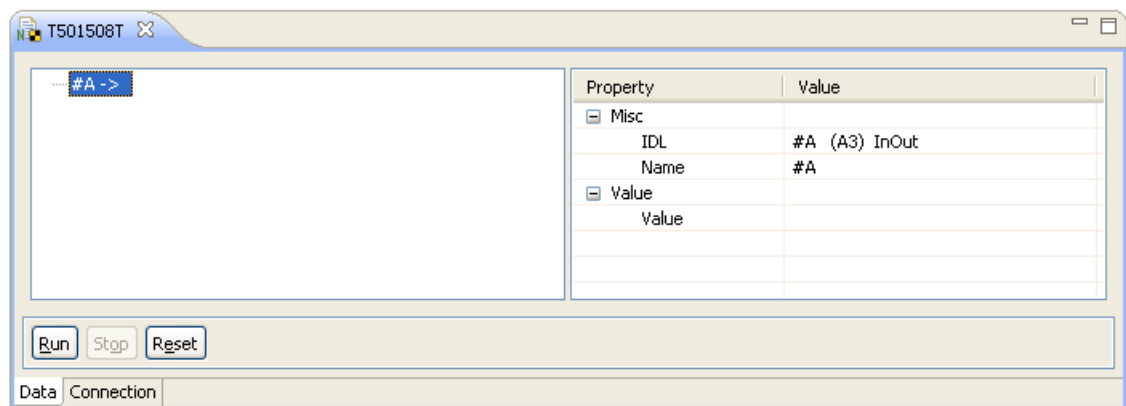 T501508T
#A ->
Property Value
Misc
IDL #A (A3) InOut
Name #A
Value
Value
Run Stop Reset
Data Connection